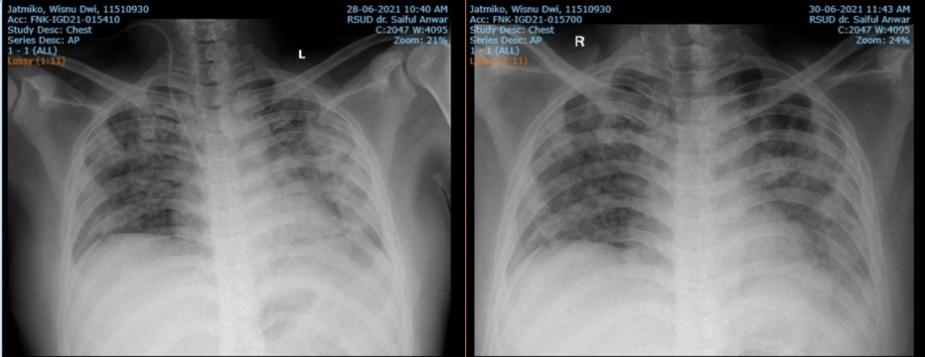 Jatmiko, Wisnu Dwi, 11510930
Acc: FNK-IGD21-015410
Study Desc: Chest
Series Desc: AP
1 - 1 (ALL)
Lossy (1:11)
28-06-2021 10:40 AM
RSUD dr. Saiful Anwar
C:2047 W:4095
Zoom: 21%
L
Jatmiko, Wisnu Dwi, 11510930
Acc: FNK-IGD21-015700
Study Desc: Chest
Series Desc: AP
1 - 1 (ALL)
Lossy (1:11)
30-06-2021 11:43 AM
RSUD dr. Saiful Anwar
C:2047 W:4095
Zoom: 24%
R